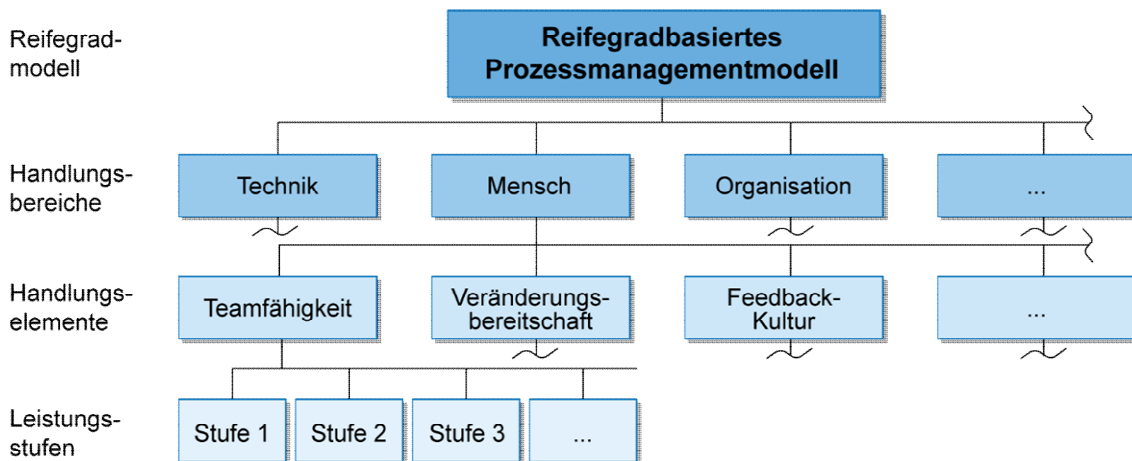 Reifegrad-
modell
Reifegradbasiertes
Prozessmanagementmodell
Handlungs-
bereiche
Technik
Mensch
Organisation
...
Handlungs-
elemente
Teamfähigkeit
Veränderungs-
bereitschaft
Feedback-
Kultur
...
Leistungs-
stufen
Stufe 1
Stufe 2
Stufe 3
...